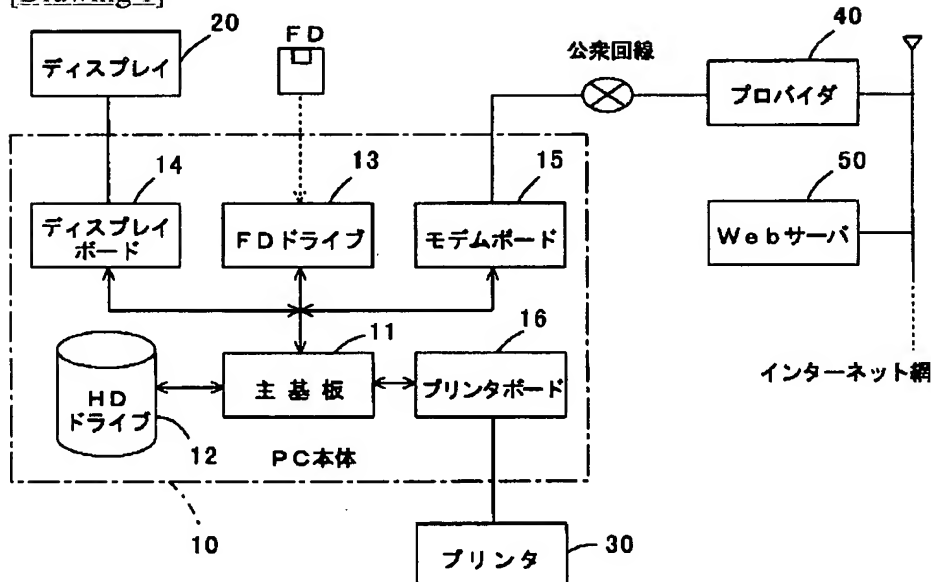 [Drawing 1]
20
FD
40
ディスプレイ
公衆回線
プロバイダ
14
13
15
50
ディスプレイ
ボード
FDドライブ
モデムボード
Webサーバ
11
16
インターネット網
HD
ドライブ
主基板
プリンタボード
12
PC本体
10
プリンタ
30